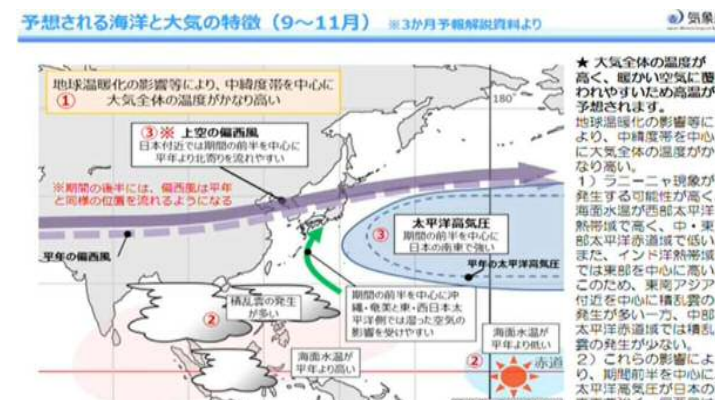 予想される海洋と大気の特徴（9～11月） ※3か月予報解説資料より
気象
地球温暖化の影響等により、中緯度帯を中心に
① 大気全体の温度がかなり高い
180°
③※ 上空の偏西風
日本付近では期間の前半を中心に
平年より北寄りを流れやすい
※期間の後半には、偏西風は平年
と同様の位置を流れるようになる
平年の偏西風
太平洋高気圧
③ 期間の前半を中心に
日本の南東で強い
平年の太平洋高気圧
積乱雲の発生
が多い
②
期間の前半を中心に沖
縄・奄美と東・西日本太
平洋側では湿った空気の
影響を受けやすい
海面水温が
平年より高い
海面水温が
平年より低い
②
赤道
★ 大気全体の温度が
高く、暖かい空気に覆
われやすいため高温が
予想されます。
地球温暖化の影響等に
より、中緯度帯を中心
に大気全体の温度がか
なり高い。
1）ラニーニャ現象が
発生する可能性が高く
海面水温が西部太平洋
熱帯域で高く、中・東
部太平洋赤道域で低い
また、インド洋熱帯域
では東部を中心に高い
このため、東南アジア
付近を中心に積乱雲の
発生が多い一方、中部
太平洋赤道域では積乱
雲の発生が少ない。
2）これらの影響によ
り、期間前半を中心に
太平洋高気圧が日本の